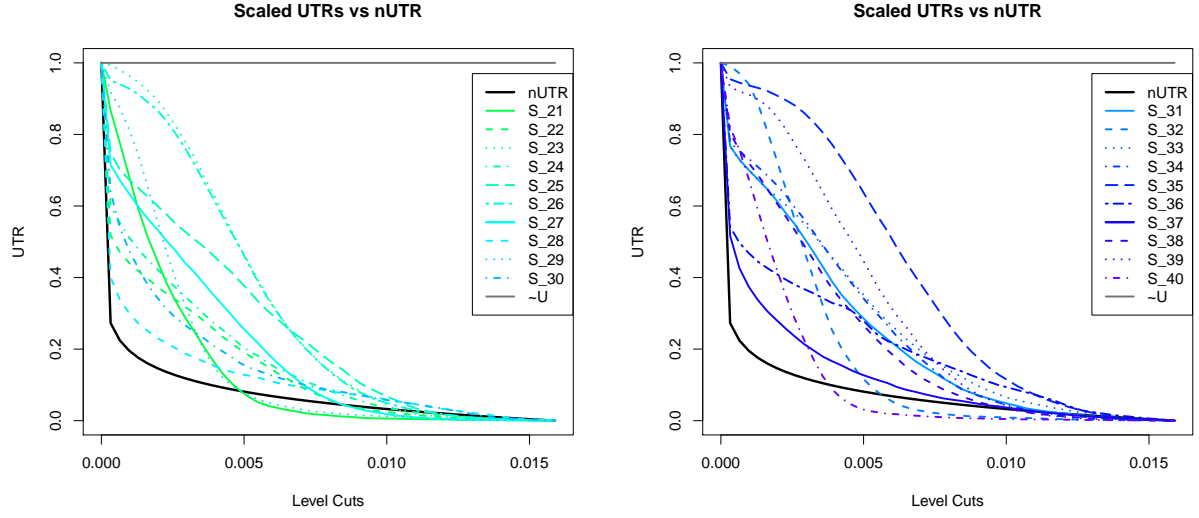 Scaled UTRs vs nUTR
UTR
1.0
0.8
0.6
0.4
0.2
0.0
nUTR
S_21
S_22
S_23
S_24
S_25
S_26
S_27
S_28
S_29
S_30
~U
0.000
0.005
0.010
0.015
Level Cuts
Scaled UTRs vs nUTR
UTR
1.0
0.8
0.6
0.4
0.2
0.0
nUTR
S_31
S_32
S_33
S_34
S_35
S_36
S_37
S_38
S_39
S_40
~U
0.000
0.005
0.010
0.015
Level Cuts